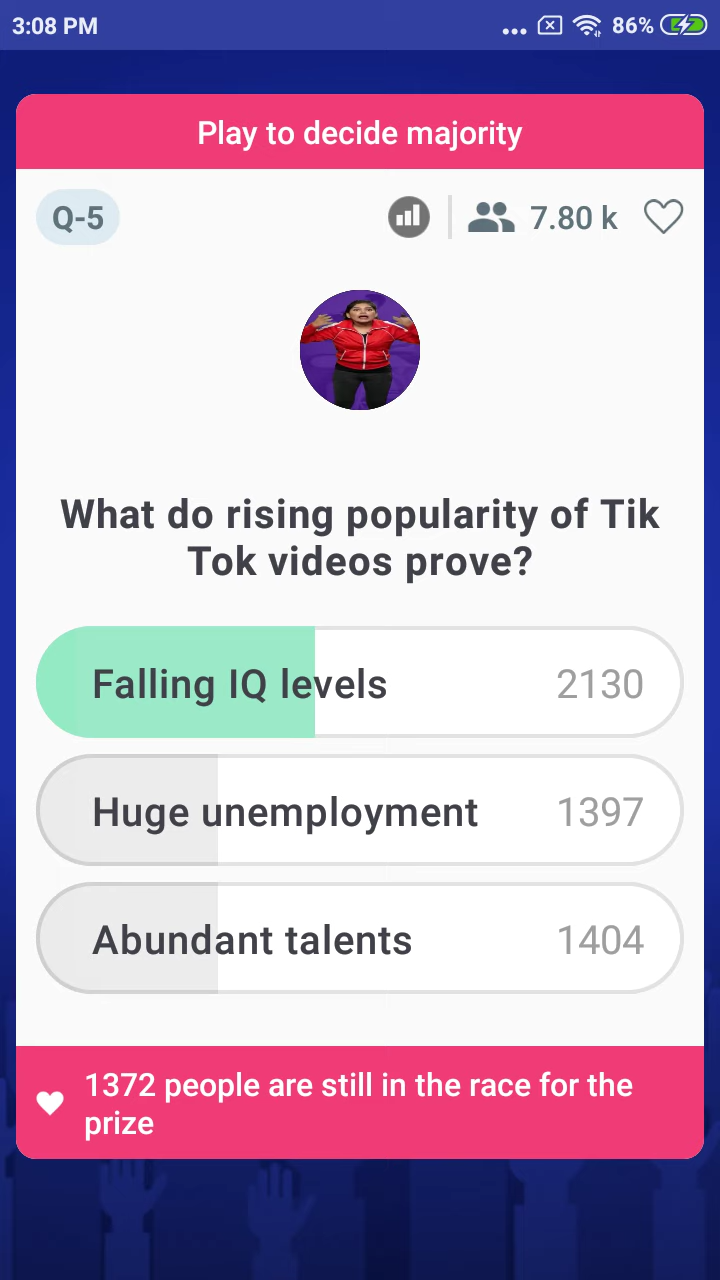 3:08 PM
86%
Play to decide majority
Q-5
7.80 k
What do rising popularity of Tik
Tok videos prove?
Falling IQ levels 2130
Huge unemployment 1397
Abundant talents 1404
1372 people are still in the race for the
prize